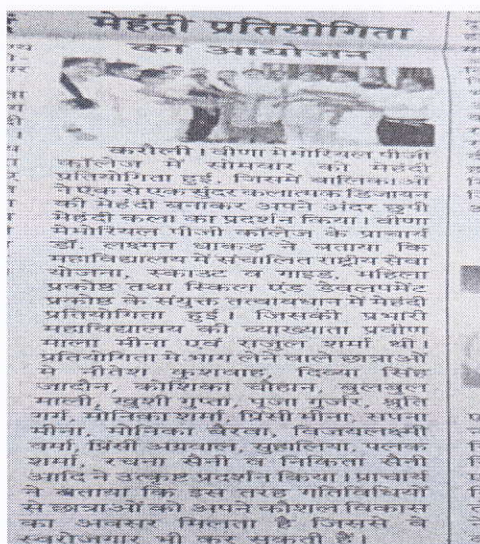 मेहंदी प्रतियोगिता
का आयोजन
करौली। वीणा मेमोरियल पीजी
कॉलेज में सोमवार को मेहंदी
प्रतियोगिता हुई, जिसमें बालिकाओं
ने एक से एक सुंदर कलात्मक डिजायन
की मेहंदी बनाकर अपने अंदर छुपी
मेहंदी कला का प्रदर्शन किया। वीणा
मेमोरियल पीजी कॉलेज के प्राचार्य
डॉ. लक्ष्मन धाकड़ ने बताया कि
महाविद्यालय में संचालित राष्ट्रीय सेवा
योजना, स्काउट व गाइड, महिला
प्रकोष्ठ तथा स्किल एंड डेवलपमेंट
प्रकोष्ठ के संयुक्त तत्वावधान में मेहंदी
प्रतियोगिता हुई। जिसकी प्रभारी
महाविद्यालय की व्याख्याता प्रवीण
माला मीना एवं राजुल शर्मा थी।
प्रतियोगिता में भाग लेने वाले छात्राओं
में नीतेश कुशवाह, दिव्या सिंह
जादौन, कोशिका चौहान, बुलबुल
माली, खुशी गुप्ता, पूजा गुर्जर, श्रुति
गर्ग, मोनिका शर्मा, प्रिंसी मीना, सपना
मीना, मोनिका बैरवा, विजयलक्ष्मी
वर्मा, प्रिंसी अग्रवाल, पलक
शर्मा, रचना सैनी व निकिता सैनी
आदि ने उत्कृष्ट प्रदर्शन किया। प्राचार्य
ने बताया कि इस तरह गतिविधियों
से छात्राओं को अपने कौशल विकास
का अवसर मिलता है जिससे वे
स्वरोजगार भी कर सकती हैं।